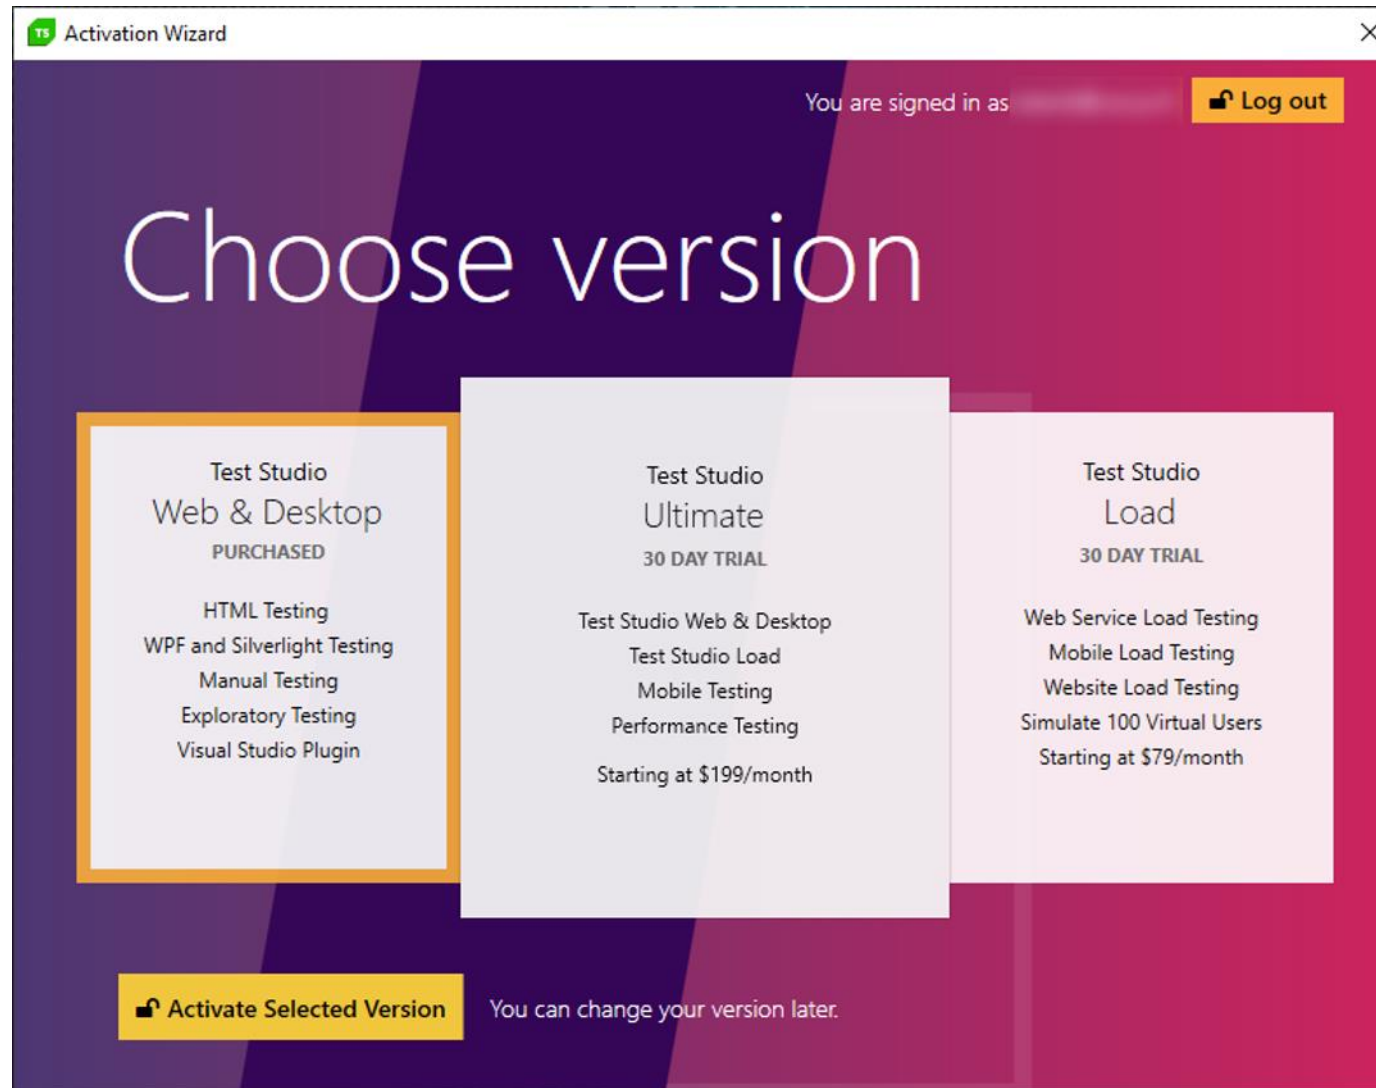 TS Activation Wizard
You are signed in as
Log out
Choose version
Test Studio
Web & Desktop
PURCHASED
HTML Testing
WPF and Silverlight Testing
Manual Testing
Exploratory Testing
Visual Studio Plugin
Test Studio
Ultimate
30 DAY TRIAL
Test Studio Web & Desktop
Test Studio Load
Mobile Testing
Performance Testing
Starting at $199/month
Test Studio
Load
30 DAY TRIAL
Web Service Load Testing
Mobile Load Testing
Website Load Testing
Simulate 100 Virtual Users
Starting at $79/month
Activate Selected Version
You can change your version later.